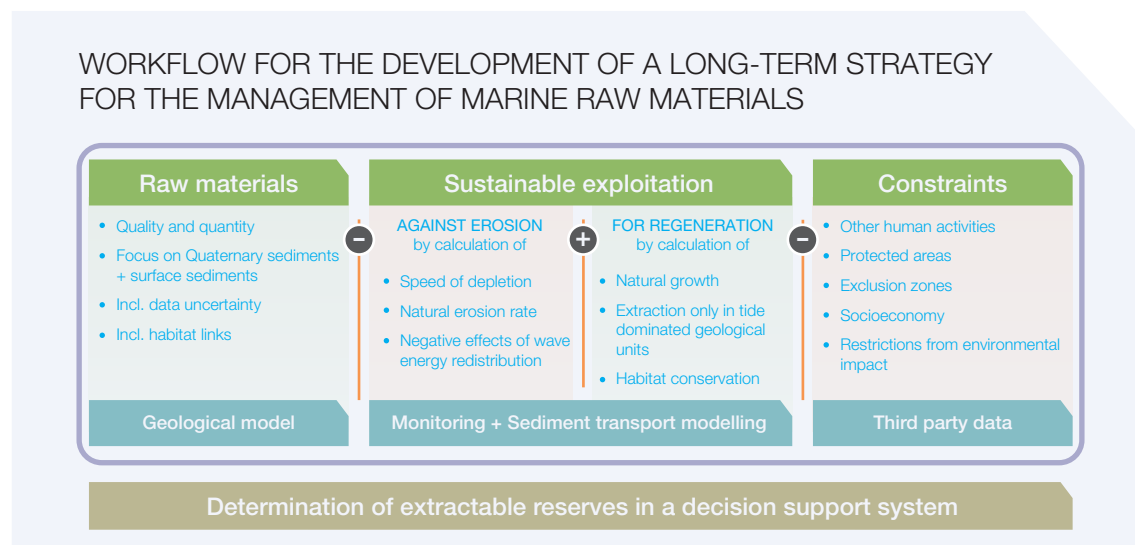 WORKFLOW FOR THE DEVELOPMENT OF A LONG-TERM STRATEGY
FOR THE MANAGEMENT OF MARINE RAW MATERIALS
Raw materials
• Quality and quantity
• Focus on Quaternary sediments
+ surface sediments
• Incl. data uncertainty
• Incl. habitat links
Geological model
–
Sustainable exploitation
AGAINST EROSION
by calculation of
• Speed of depletion
• Natural erosion rate
• Negative effects of wave
energy redistribution
+
FOR REGENERATION
by calculation of
• Natural growth
• Extraction only in tide
dominated geological
units
• Habitat conservation
Monitoring + Sediment transport modelling
–
Constraints
• Other human activities
• Protected areas
• Exclusion zones
• Socioeconomy
• Restrictions from environmental
impact
Third party data
Determination of extractable reserves in a decision support system